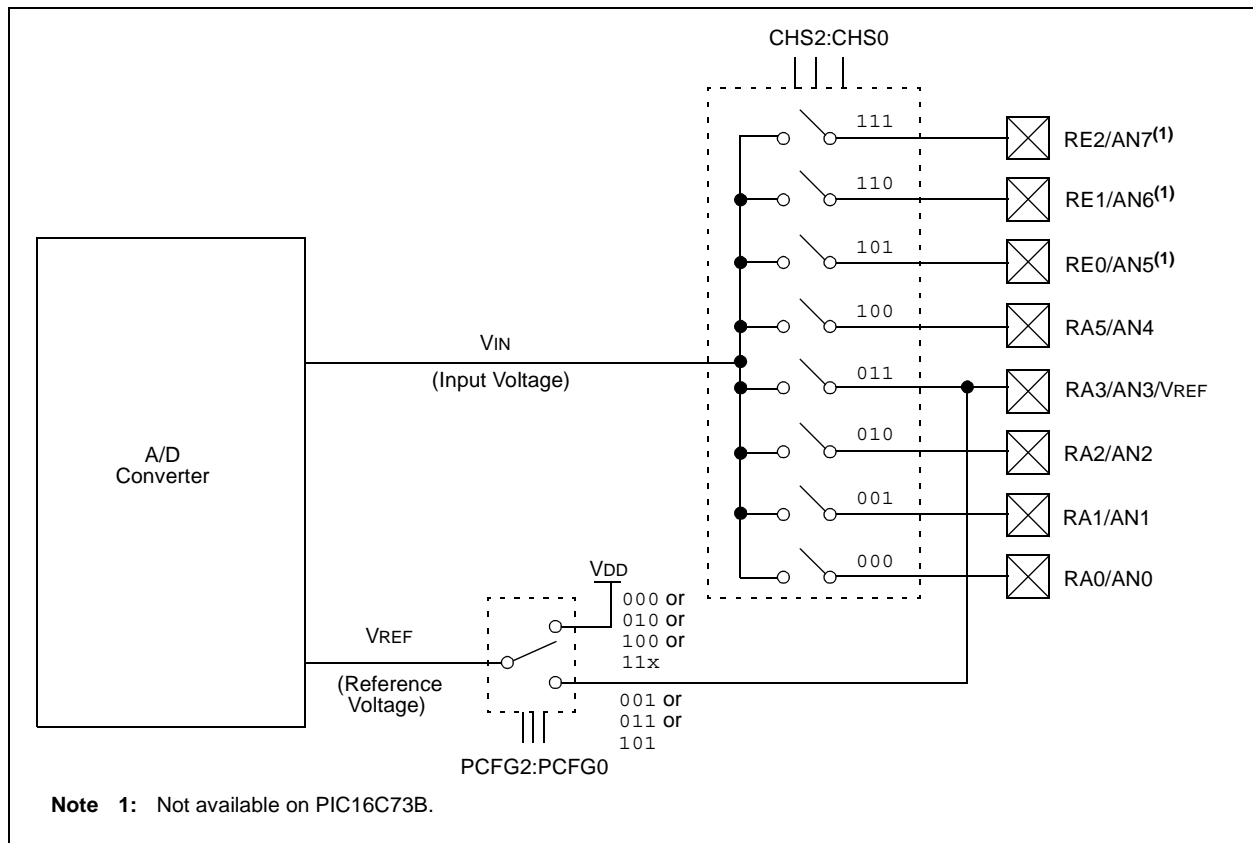 CHS2:CHS0
111
RE2/AN7(1)
110
RE1/AN6(1)
101
RE0/AN5(1)
100
RA5/AN4
VIN
(Input Voltage)
011
RA3/AN3/VREF
A/D
Converter
010
RA2/AN2
001
RA1/AN1
000
RA0/AN0
VDD
000 or
010 or
100 or
11x
VREF
(Reference
Voltage)
001 or
011 or
101
PCFG2:PCFG0
Note 1: Not available on PIC16C73B.